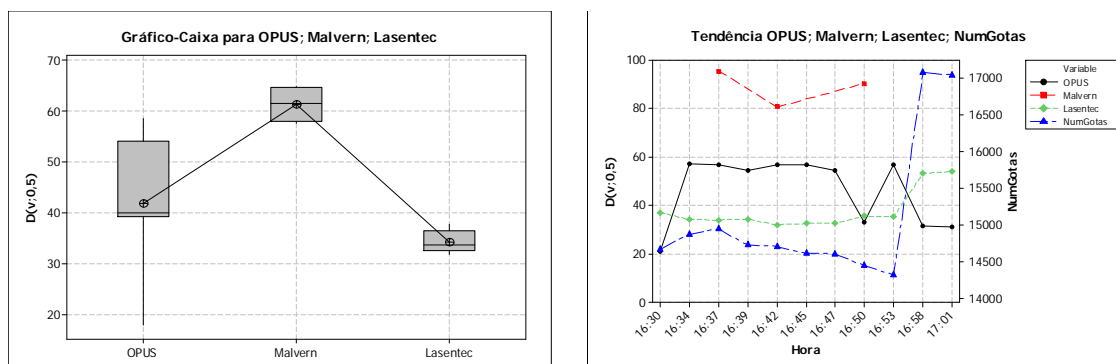 Gráfico-Caixa para OPUS; Malvern; Lasentec
70
60
50
40
30
20
D(v;0,5)
OPUS
Malvern
Lasentec
Tendência OPUS; Malvern; Lasentec; NumGotas
100
80
60
40
20
0
D(v;0,5)
17000
16500
16000
15500
15000
14500
14000
NumGotas
16:30
16:34
16:37
16:39
16:42
16:45
16:47
16:50
16:53
16:58
17:01
Hora
Variable
OPUS
Malvern
Lasentec
NumGotas